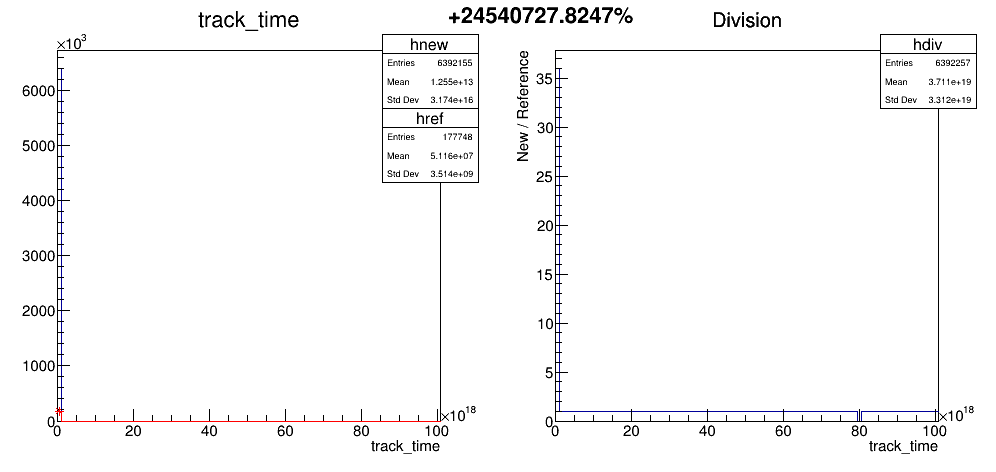 +24540727.8247%
track_time
×10³
hnew
Entries 6392155
Mean 1.255e+13
Std Dev 3.174e+16
href
Entries 177748
Mean 5.116e+07
Std Dev 3.514e+09
6000
5000
4000
3000
2000
1000
0
0 20 40 60 80 100
×10¹⁸
track_time
Division
hdiv
Entries 6392257
Mean 3.711e+19
Std Dev 3.312e+19
New / Reference
35
30
25
20
15
10
5
0
0 20 40 60 80 100
×10¹⁸
track_time